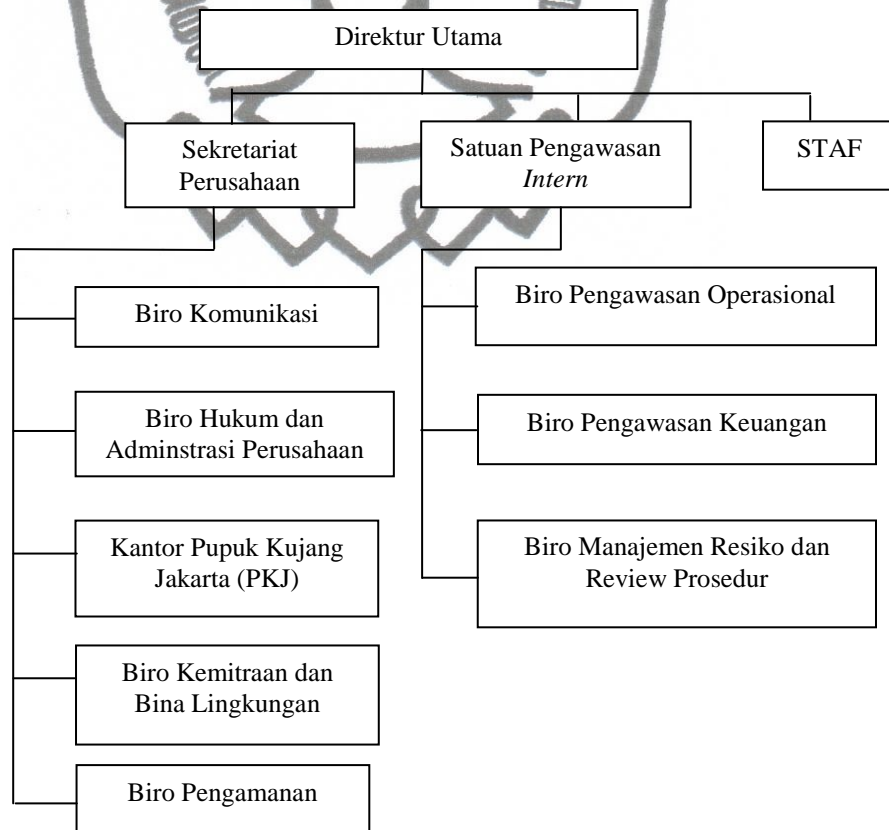 Direktur Utama
Sekretariat
Perusahaan
Satuan Pengawasan
Intern
STAF
Biro Komunikasi
Biro Hukum dan
Adminstrasi Perusahaan
Kantor Pupuk Kujang
Jakarta (PKJ)
Biro Kemitraan dan
Bina Lingkungan
Biro Pengamanan
Biro Pengawasan Operasional
Biro Pengawasan Keuangan
Biro Manajemen Resiko dan
Review Prosedur